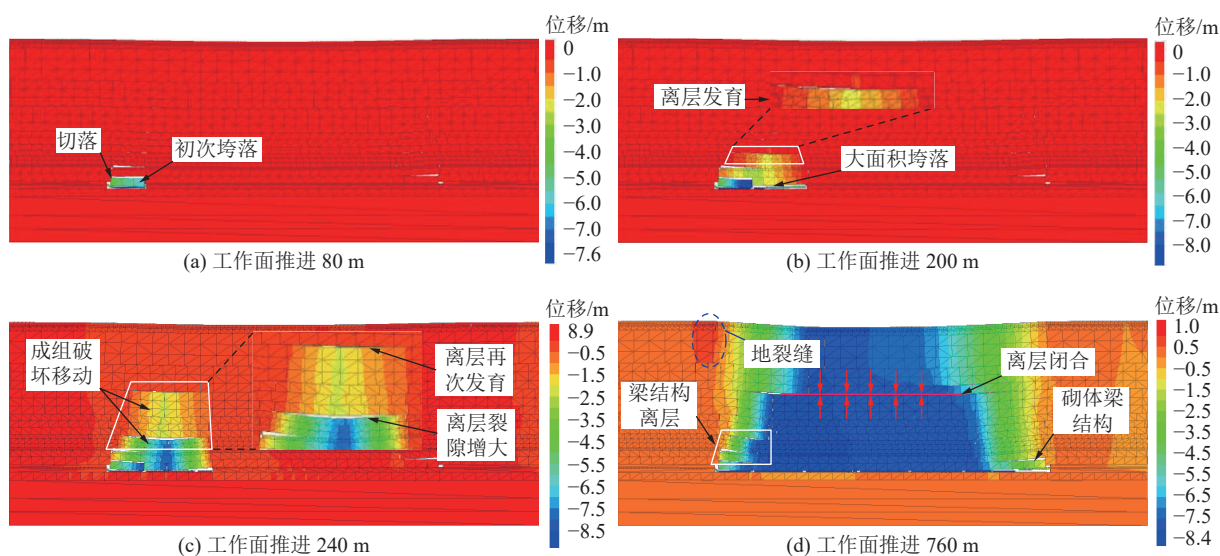 位移/m
0
−1.0
−2.0
−3.0
−4.0
−5.0
−6.0
−7.0
−7.6
切落
初次垮落
(a) 工作面推进 80 m
位移/m
0
−1.0
−2.0
−3.0
−4.0
−5.0
−6.0
−7.0
−8.0
离层发育
大面积垮落
(b) 工作面推进 200 m
位移/m
8.9
−0.5
−1.5
−2.5
−3.5
−4.5
−5.5
−6.5
−7.5
−8.5
成组破
坏移动
离层再
次发育
离层裂
隙增大
(c) 工作面推进 240 m
位移/m
1.0
0.5
−0.5
−1.5
−2.5
−3.5
−4.5
−5.5
−6.5
−7.5
−8.4
地裂缝
离层闭合
梁结构
离层
砌体梁
结构
(d) 工作面推进 760 m